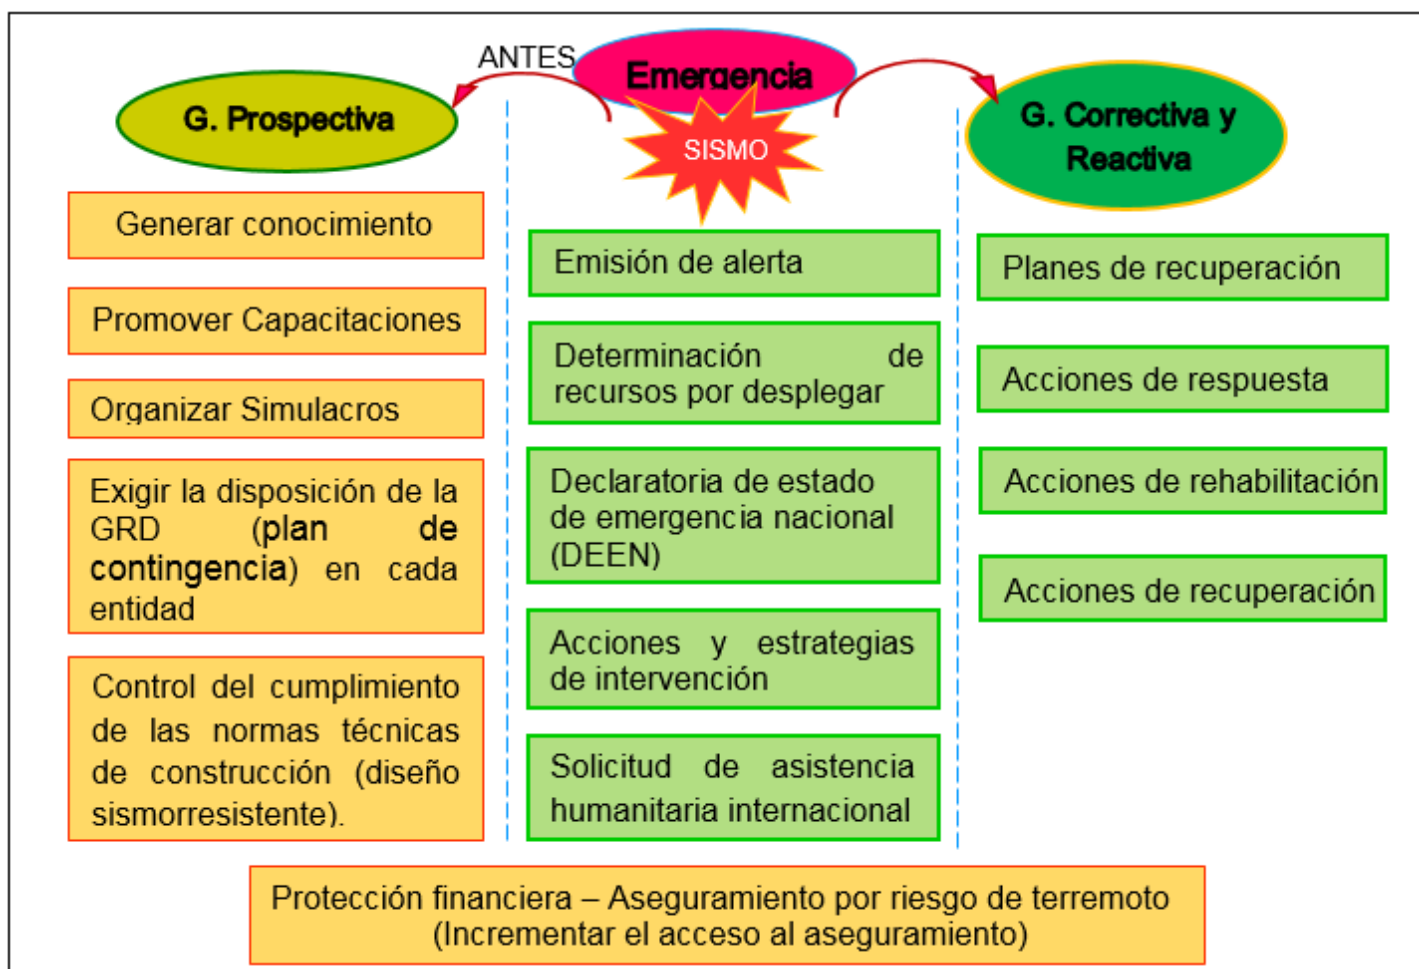 ANTES
Emergencia
SISMO
G. Prospectiva
G. Correctiva y
Reactiva
Generar conocimiento
Promover Capacitaciones
Organizar Simulacros
Exigir la disposición de la
GRD (plan de
contingencia) en cada
entidad
Control del cumplimiento
de las normas técnicas
de construcción (diseño
sismorresistente).
Emisión de alerta
Determinación de
recursos por desplegar
Declaratoria de estado
de emergencia nacional
(DEEN)
Acciones y estrategias
de intervención
Solicitud de asistencia
humanitaria internacional
Planes de recuperación
Acciones de respuesta
Acciones de rehabilitación
Acciones de recuperación
Protección financiera – Aseguramiento por riesgo de terremoto
(Incrementar el acceso al aseguramiento)